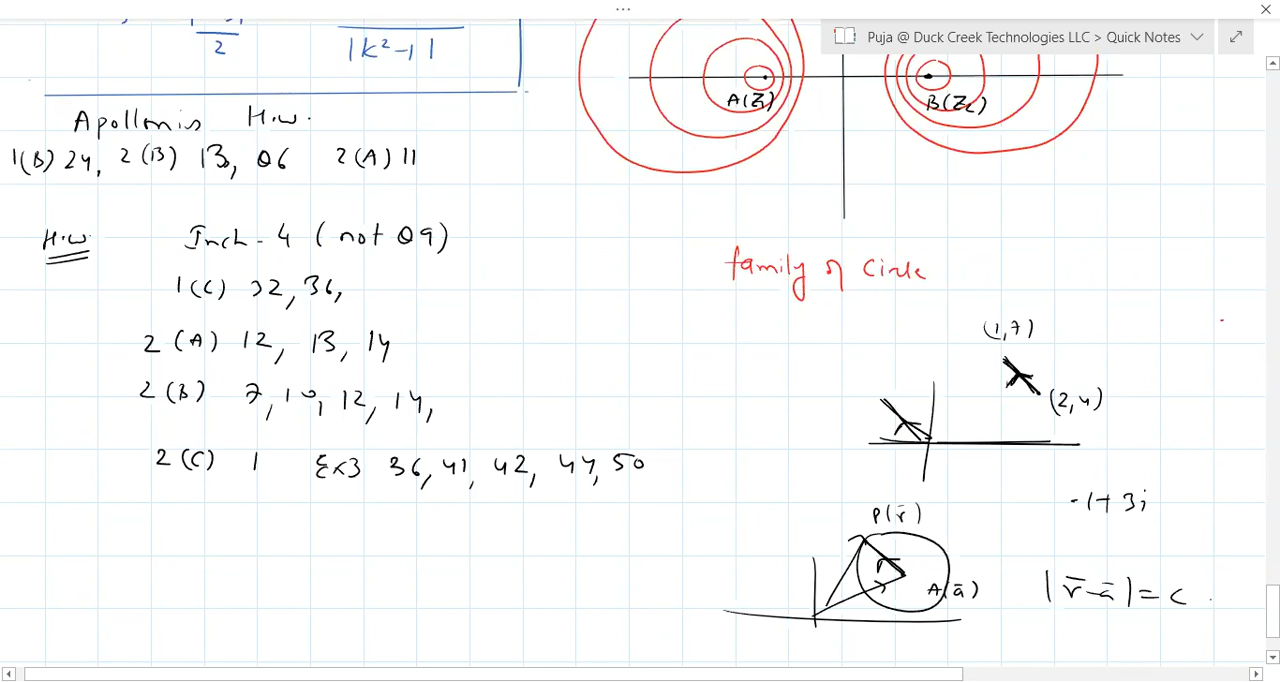 Puja @ Duck Creek Technologies LLC > Quick Notes
2
|k²-1|
A(Z₁)
B(Z₂)
Apollonis H.w.
1(B) 24, 2(B) 13, 06 2(A) 11
H.w. Inch-4 (not Q9)
1(C) 32, 36,
2(A) 12, 13, 14
2(B) 7, 10, 12, 14,
2(C) 1 Ex3 36, 41, 42, 44, 50
family of Circle
(1,7)
(2,4)
-1+3i
P(r̄)
A(ā)
|r̄-ā|=c